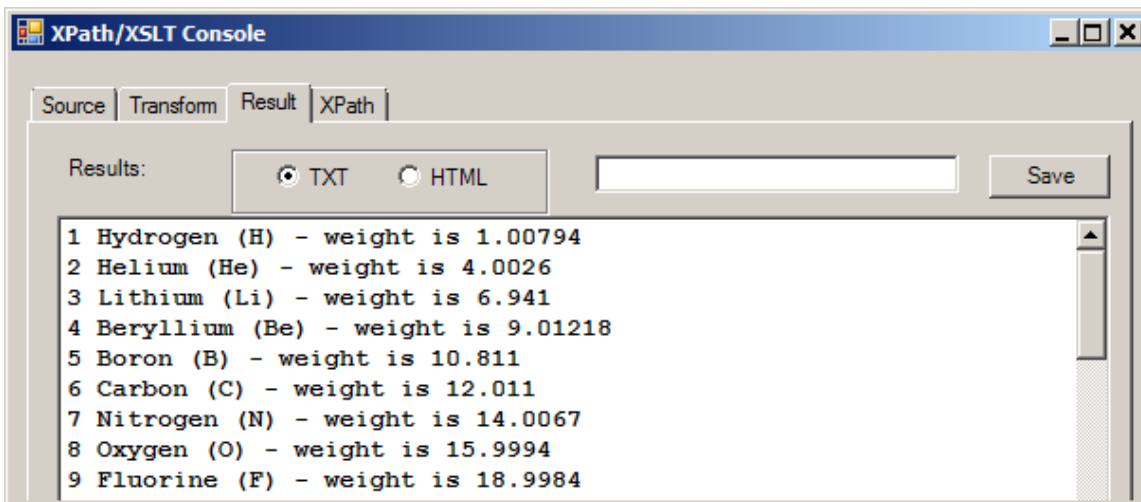 XPath/XSLT Console
Source Transform Result XPath
Results: TXT HTML Save
1 Hydrogen (H) - weight is 1.00794
2 Helium (He) - weight is 4.0026
3 Lithium (Li) - weight is 6.941
4 Beryllium (Be) - weight is 9.01218
5 Boron (B) - weight is 10.811
6 Carbon (C) - weight is 12.011
7 Nitrogen (N) - weight is 14.0067
8 Oxygen (O) - weight is 15.9994
9 Fluorine (F) - weight is 18.9984